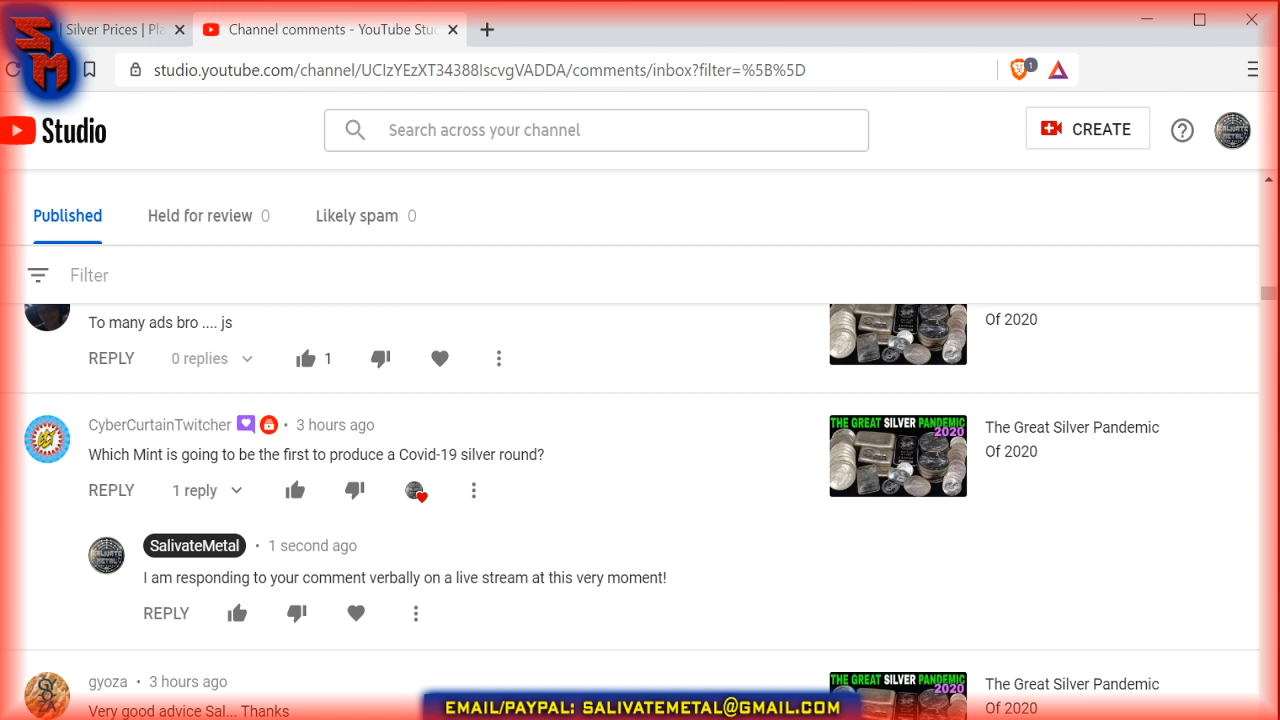 SM
| Silver Prices | Pla
Channel comments - YouTube Stu
studio.youtube.com/channel/UCIzYEzXT34388IscvgVADDA/comments/inbox?filter=%5B%5D
1
Studio
Search across your channel
CREATE
Published Held for review 0 Likely spam 0
Filter
To many ads bro .... js
Of 2020
REPLY 0 replies 1
CyberCurtainTwitcher • 3 hours ago
THE GREAT SILVER PANDEMIC
2020
The Great Silver Pandemic
Of 2020
Which Mint is going to be the first to produce a Covid-19 silver round?
REPLY 1 reply
SalivateMetal • 1 second ago
I am responding to your comment verbally on a live stream at this very moment!
REPLY
gyoza • 3 hours ago
THE GREAT SILVER PANDEMIC
2020
The Great Silver Pandemic
Of 2020
Very good advice Sal... Thanks
EMAIL/PAYPAL: SALIVATEMETAL@GMAIL.COM